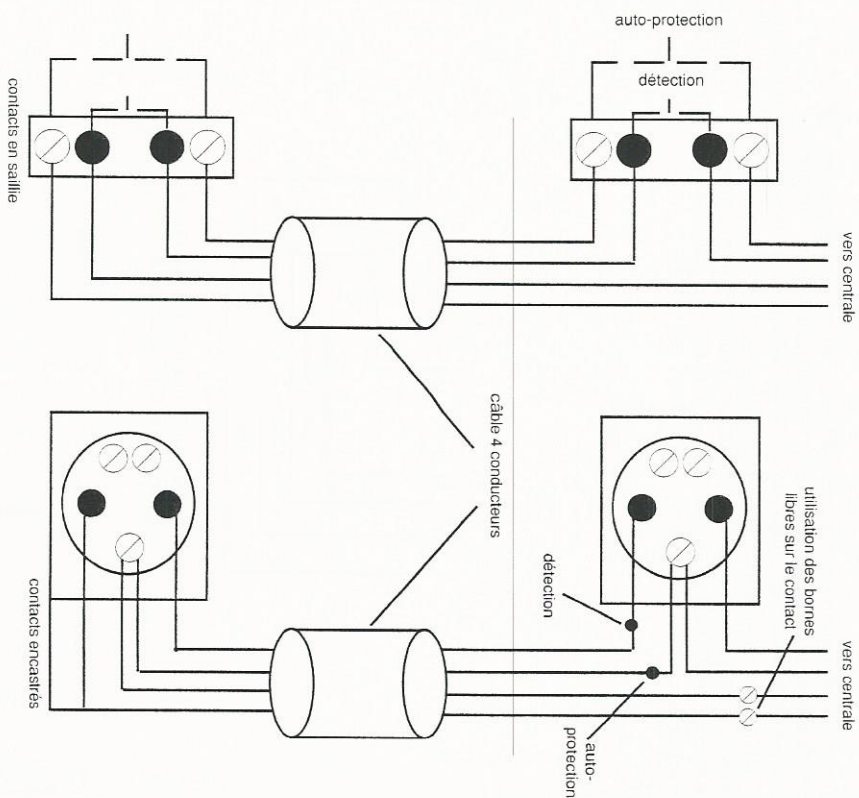 auto-protection
détection
contacts en saillie
vers centrale
câble 4 conducteurs
utilisation des bornes
libres sur le contact
vers centrale
détection
contacts encastrés
auto-
protection